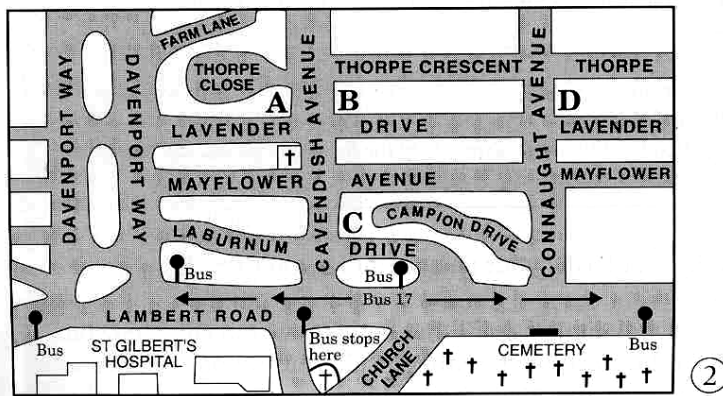 FARM LANE
THORPE CLOSE
DAVENPORT WAY
DAVENPORT WAY
CAVENDISH AVENUE
CONNAUGHT AVENUE
THORPE CRESCENT
THORPE
A
B
D
LAVENDER
DRIVE
LAVENDER
MAYFLOWER
AVENUE
MAYFLOWER
C
CAMPION DRIVE
LABURNUM
DRIVE
Bus
Bus
Bus 17
LAMBERT ROAD
Bus
Bus stops
here
Bus
ST GILBERT'S
HOSPITAL
CHURCH
LANE
CEMETERY
2